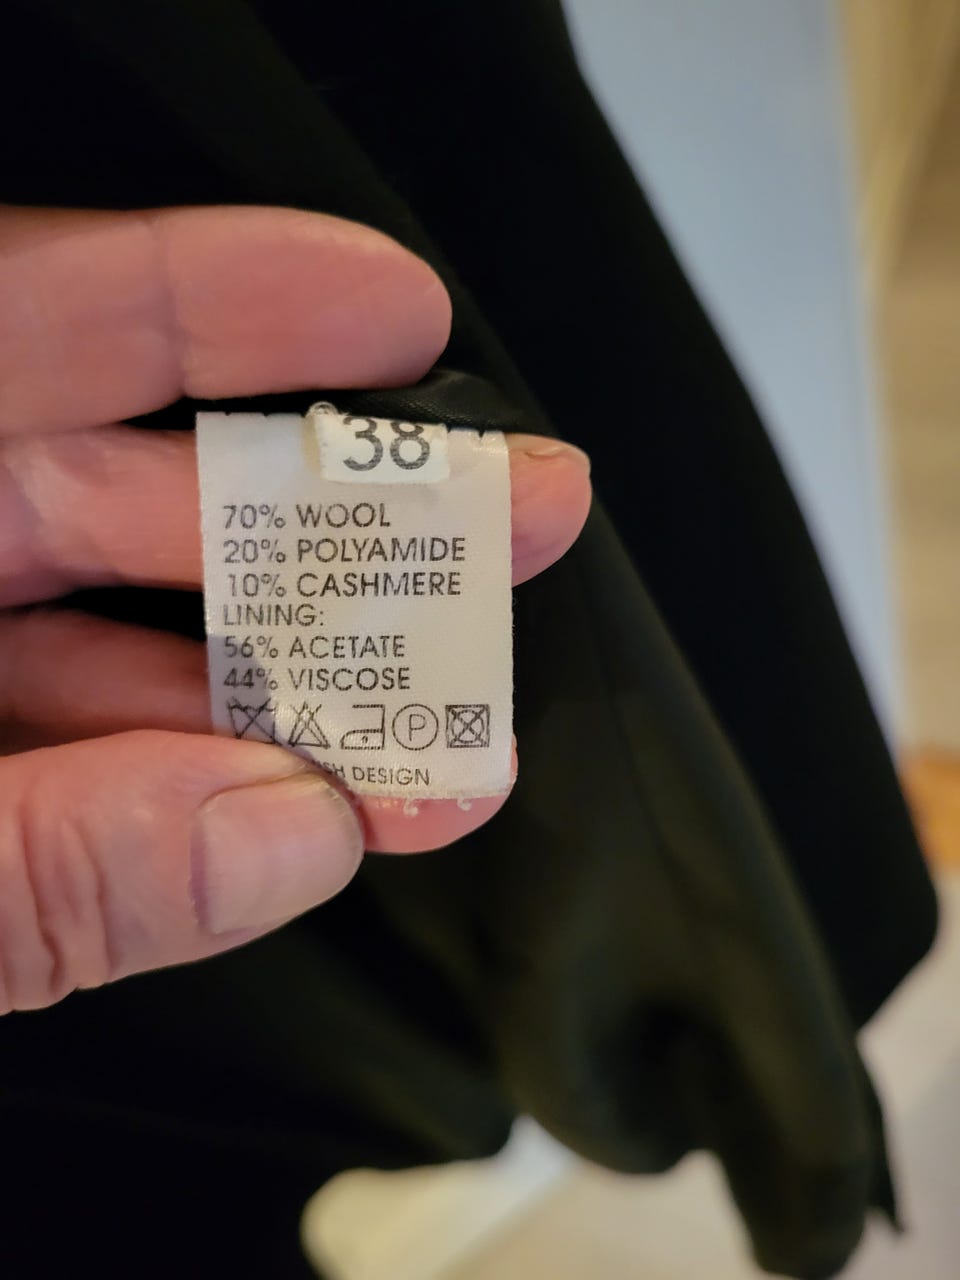 38
70% WOOL
20% POLYAMIDE
10% CASHMERE
LINING:
56% ACETATE
44% VISCOSE
P
DESIGN